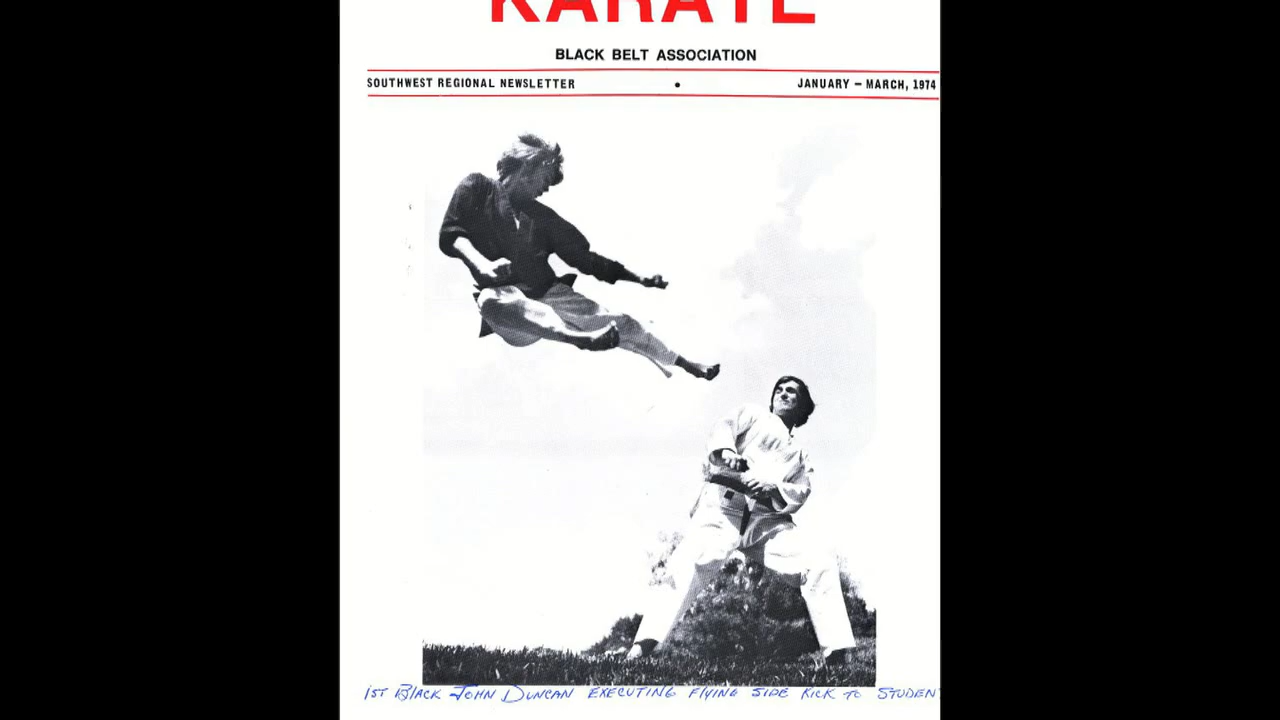 KARATE
BLACK BELT ASSOCIATION
SOUTHWEST REGIONAL NEWSLETTER • JANUARY – MARCH, 1974
1ST BLACK JOHN DUNCAN EXECUTING FLYING SIDE KICK TO STUDEN